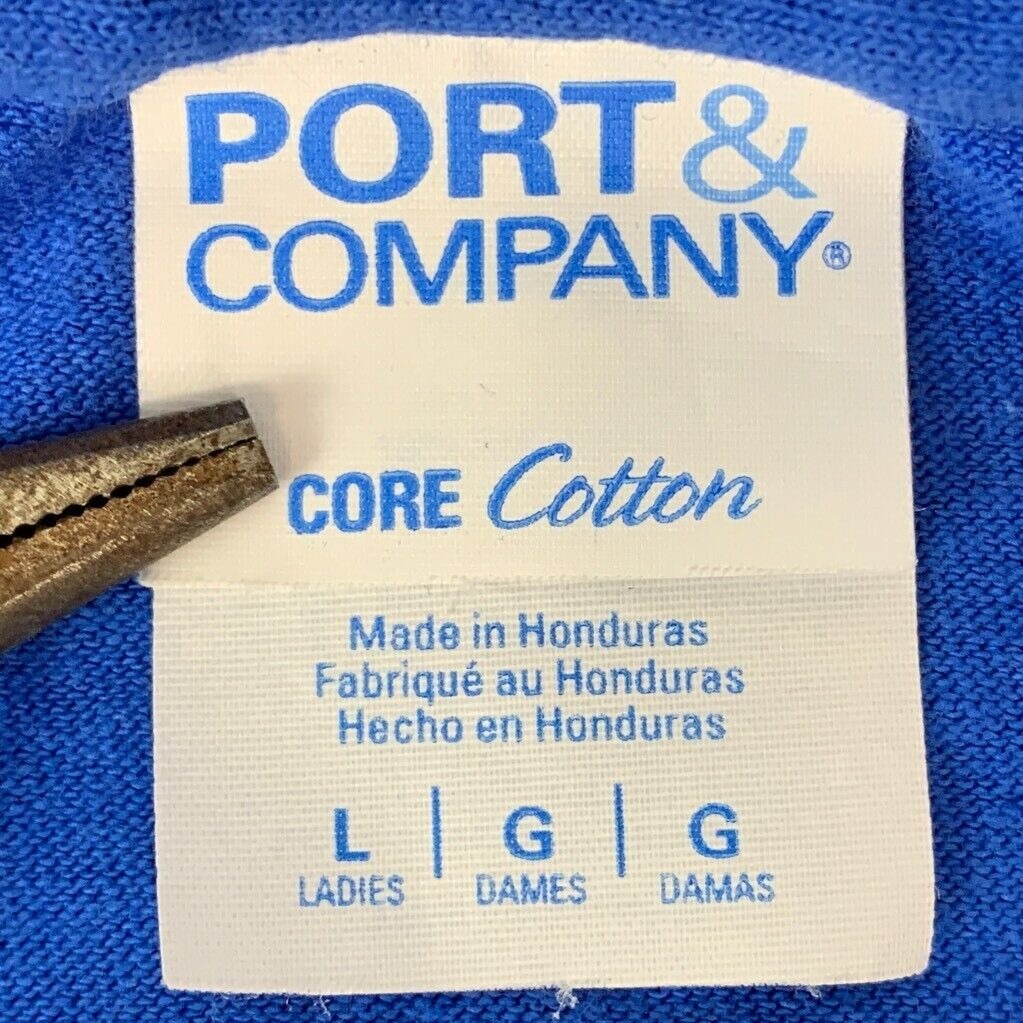 PORT &
COMPANY®
CORE Cotton
Made in Honduras
Fabriqué au Honduras
Hecho en Honduras
L | G | G
LADIES DAMES DAMAS